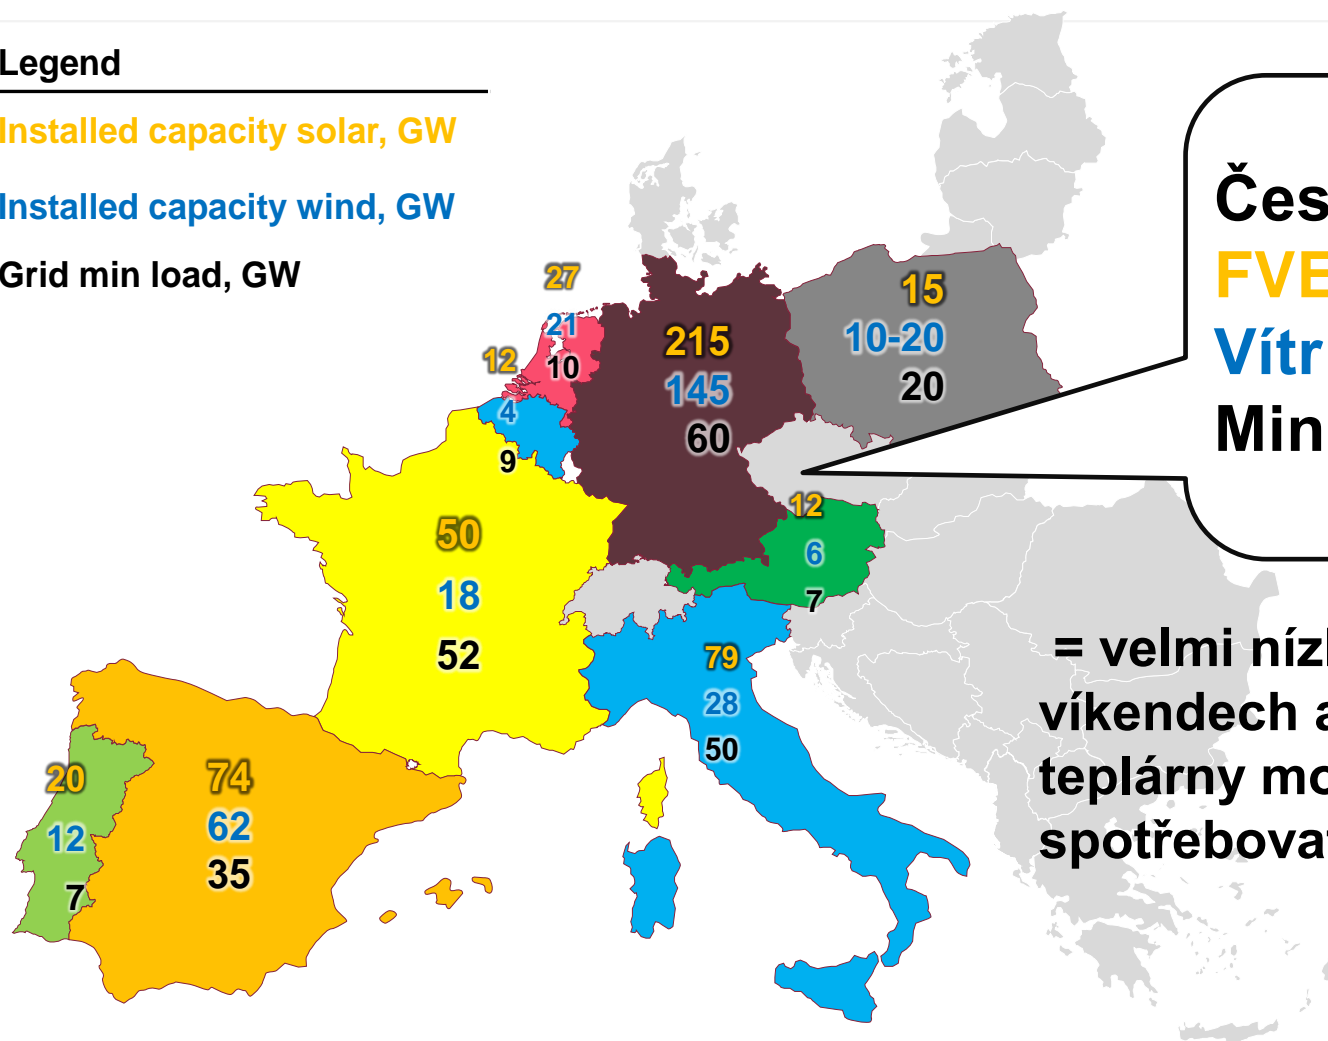 Legend
Installed capacity solar, GW
Installed capacity wind, GW
Grid min load, GW
27
21
10
12
4
9
215
145
60
15
10-20
20
50
18
52
12
6
7
79
28
50
20
12
7
74
62
35
Čes
FVE
Vítr
Min
= velmi nízk
víkendech a
teplárny mo
spotřebovat